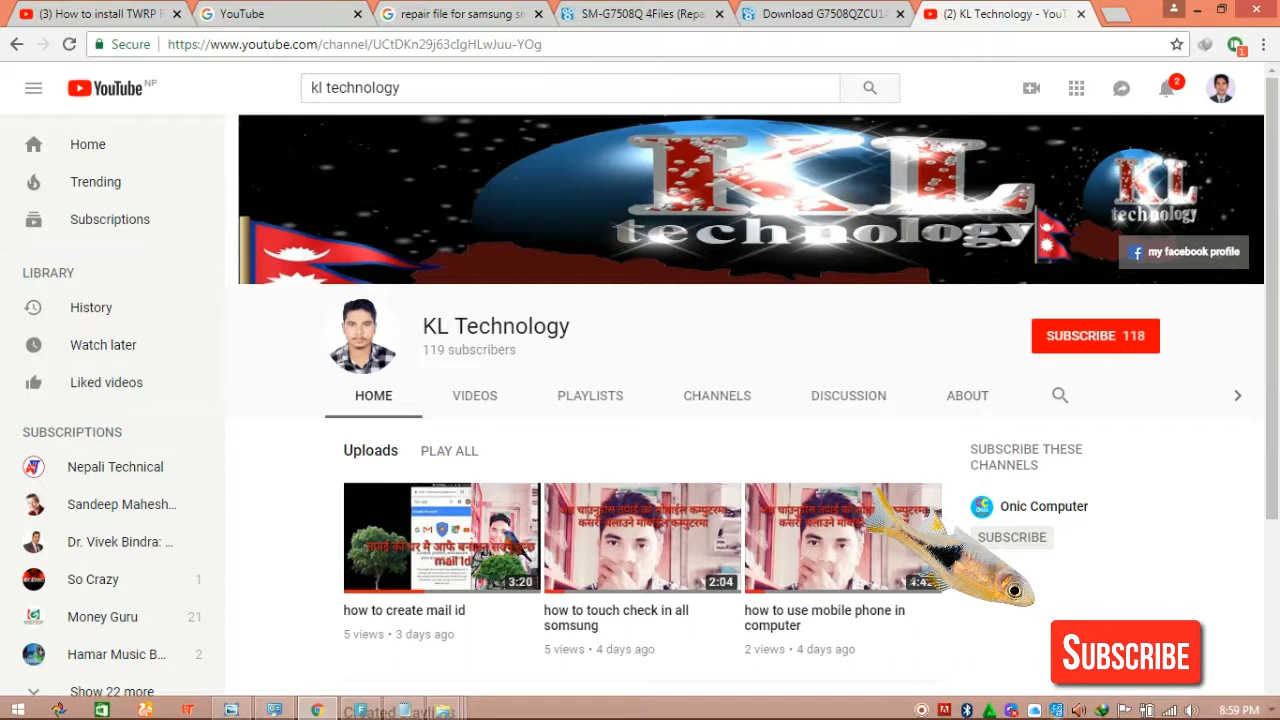 (3) How to install TWRP R
YouTube
repair file for samsung sm
SM-G7508Q 4Files (Repa
Download G7508QZCU1A
(2) KL Technology - YouT
Secure
https://www.youtube.com/channel/UCtDKn29j63cIgHLwJuu-YOg
YouTube NP
kl technology
2
Home
Trending
Subscriptions
LIBRARY
History
Watch later
Liked videos
SUBSCRIPTIONS
Nepali Technical
Sandeep Mahesh...
Dr. Vivek Bindra: ...
So Crazy 1
Money Guru 21
Hamar Music B... 2
Show 22 more
KL
technology
KL
technology
my facebook profile
KL Technology
119 subscribers
SUBSCRIBE 118
HOME
VIDEOS
PLAYLISTS
CHANNELS
DISCUSSION
ABOUT
Uploads
PLAY ALL
mail id
3:20
how to create mail id
5 views • 3 days ago
2:04
how to touch check in all
somsung
5 views • 4 days ago
how to use mobile phone in
computer
2 views • 4 days ago
SUBSCRIBE THESE
CHANNELS
Onic Computer
SUBSCRIBE
SUBSCRIBE
Created playlists
8:59 PM